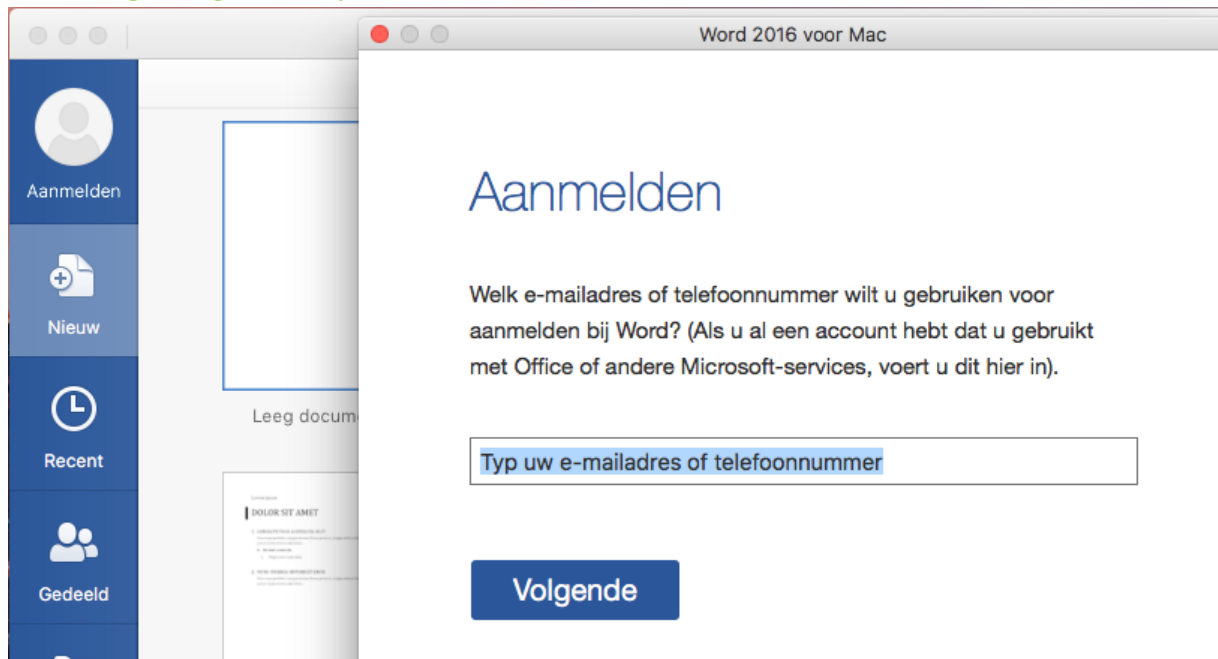 Word 2016 voor Mac
Aanmelden
Nieuw
Recent
Gedeeld
Leeg docum
DOLOR SIT AMET
Aanmelden
Welk e-mailadres of telefoonnummer wilt u gebruiken voor
aanmelden bij Word? (Als u al een account hebt dat u gebruikt
met Office of andere Microsoft-services, voert u dit hier in).
Typ uw e-mailadres of telefoonnummer
Volgende